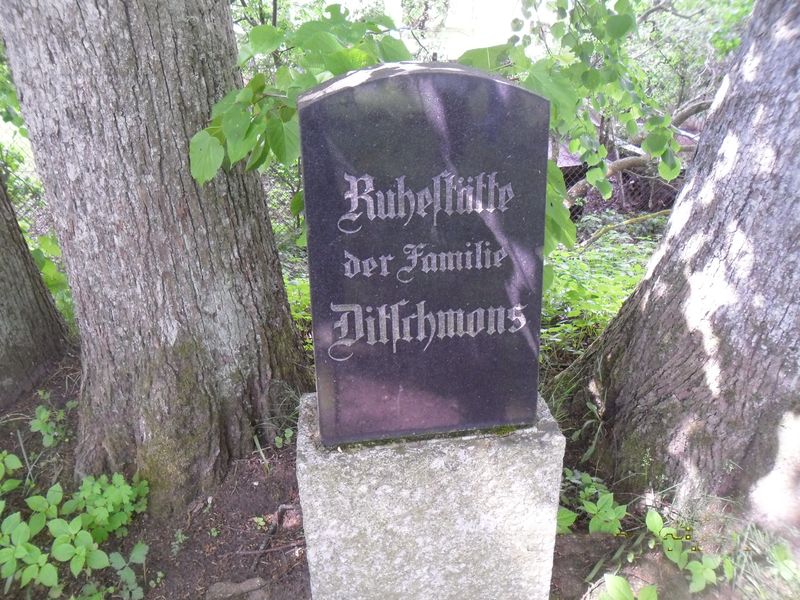 Ruheſtätte
der Familie
Ditſchmons